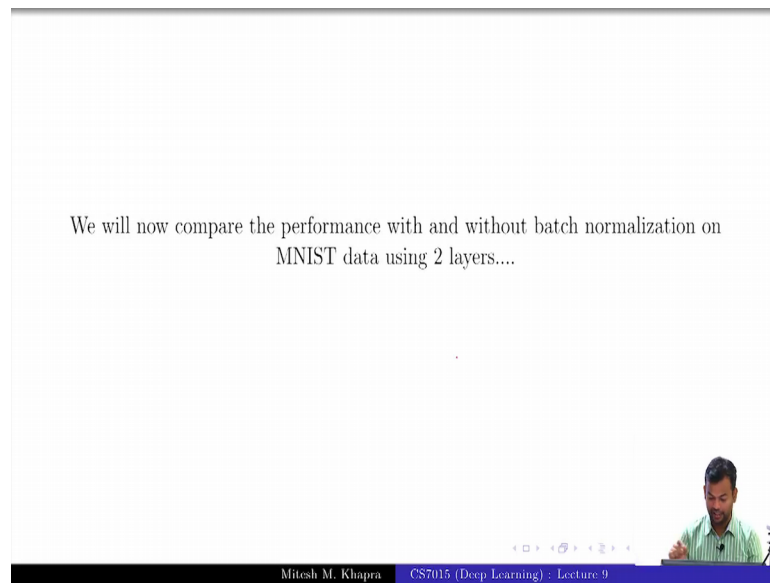 We will now compare the performance with and without batch normalization on
MNIST data using 2 layers....
Mitesh M. Khapra CS7015 (Deep Learning) : Lecture 9